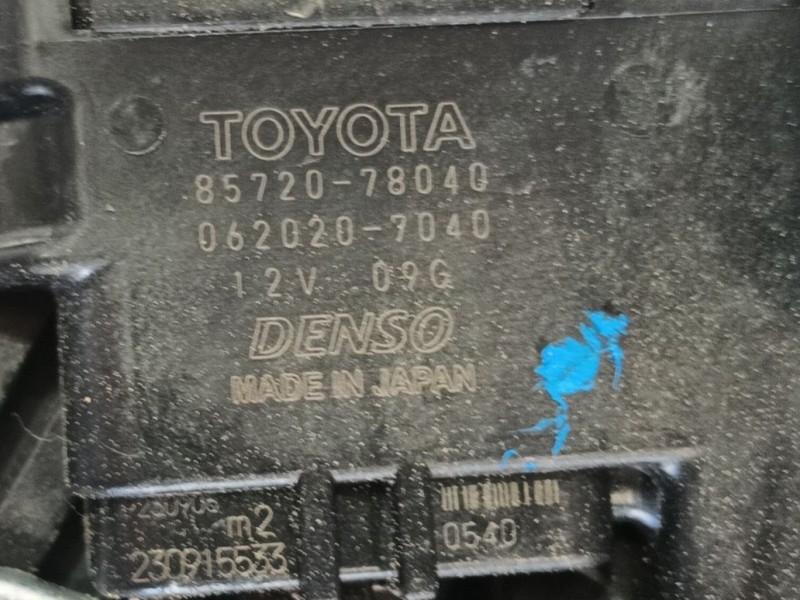 TOYOTA
85720-78040
062020-7040
12V 09G
DENSO
MADE IN JAPAN
m2
230915533
0540